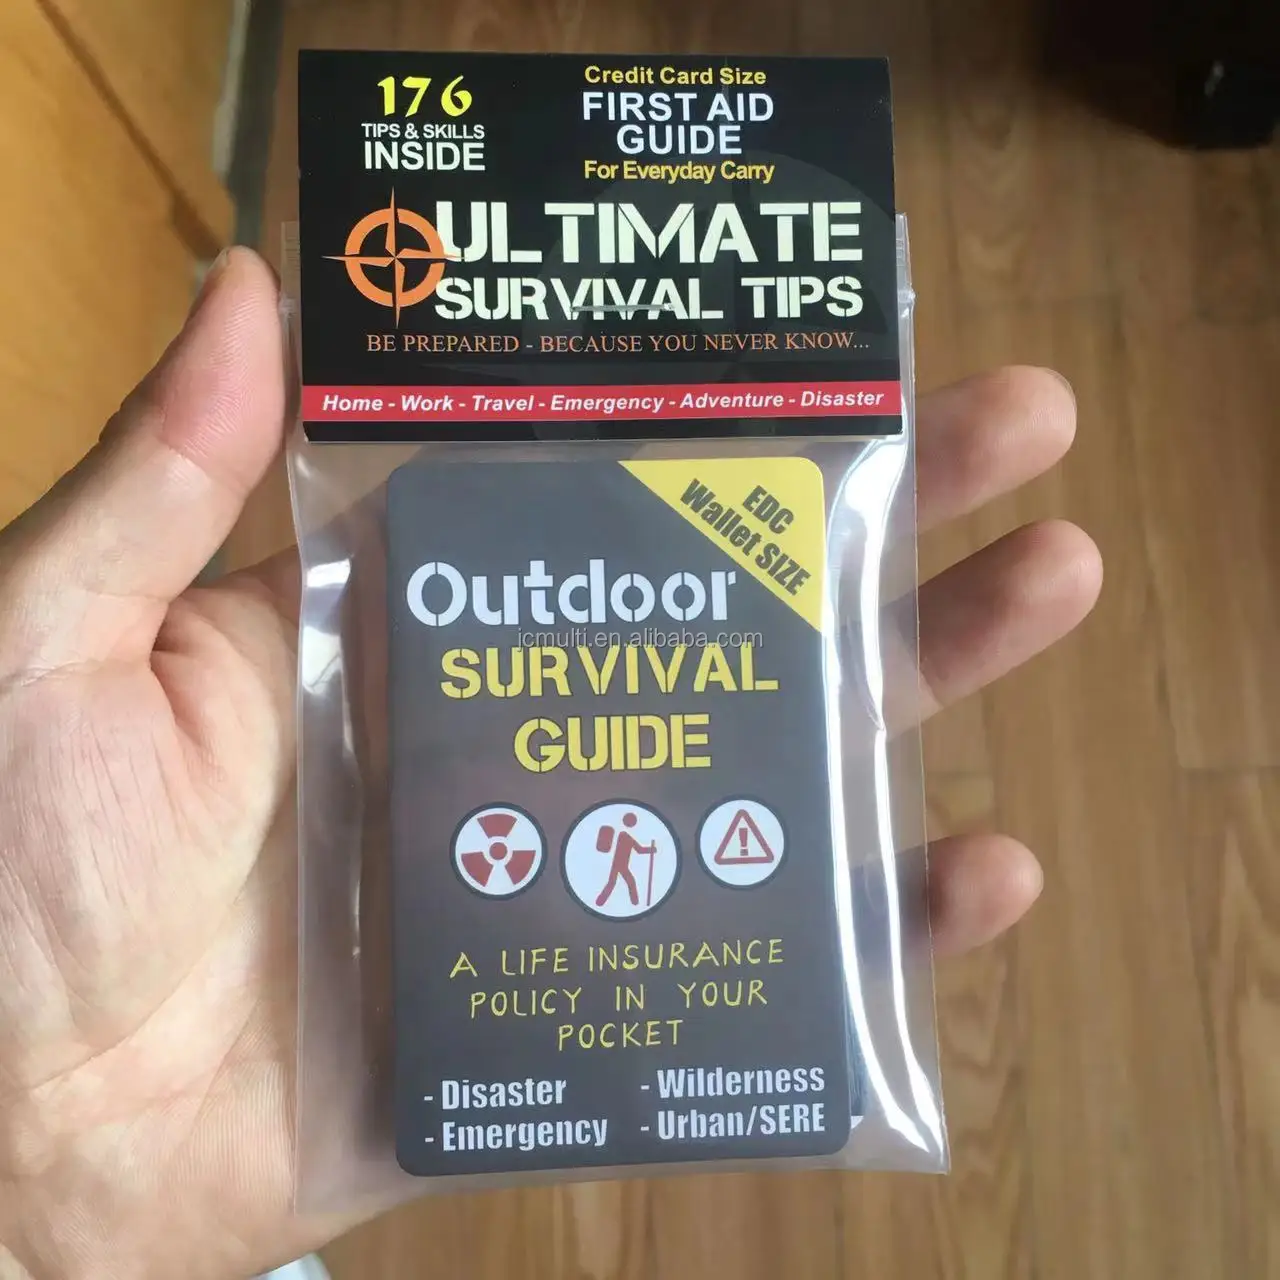 176
TIPS & SKILLS
INSIDE
Credit Card Size
FIRST AID
GUIDE
For Everyday Carry
ULTIMATE
SURVIVAL TIPS
BE PREPARED - BECAUSE YOU NEVER KNOW...
Home - Work - Travel - Emergency - Adventure - Disaster
EDC
Wallet SIZE
Outdoor
jcmulti.en.alibaba.com
SURVIVAL
GUIDE
A LIFE INSURANCE
POLICY IN YOUR
POCKET
- Disaster
- Emergency
- Wilderness
- Urban/SERE